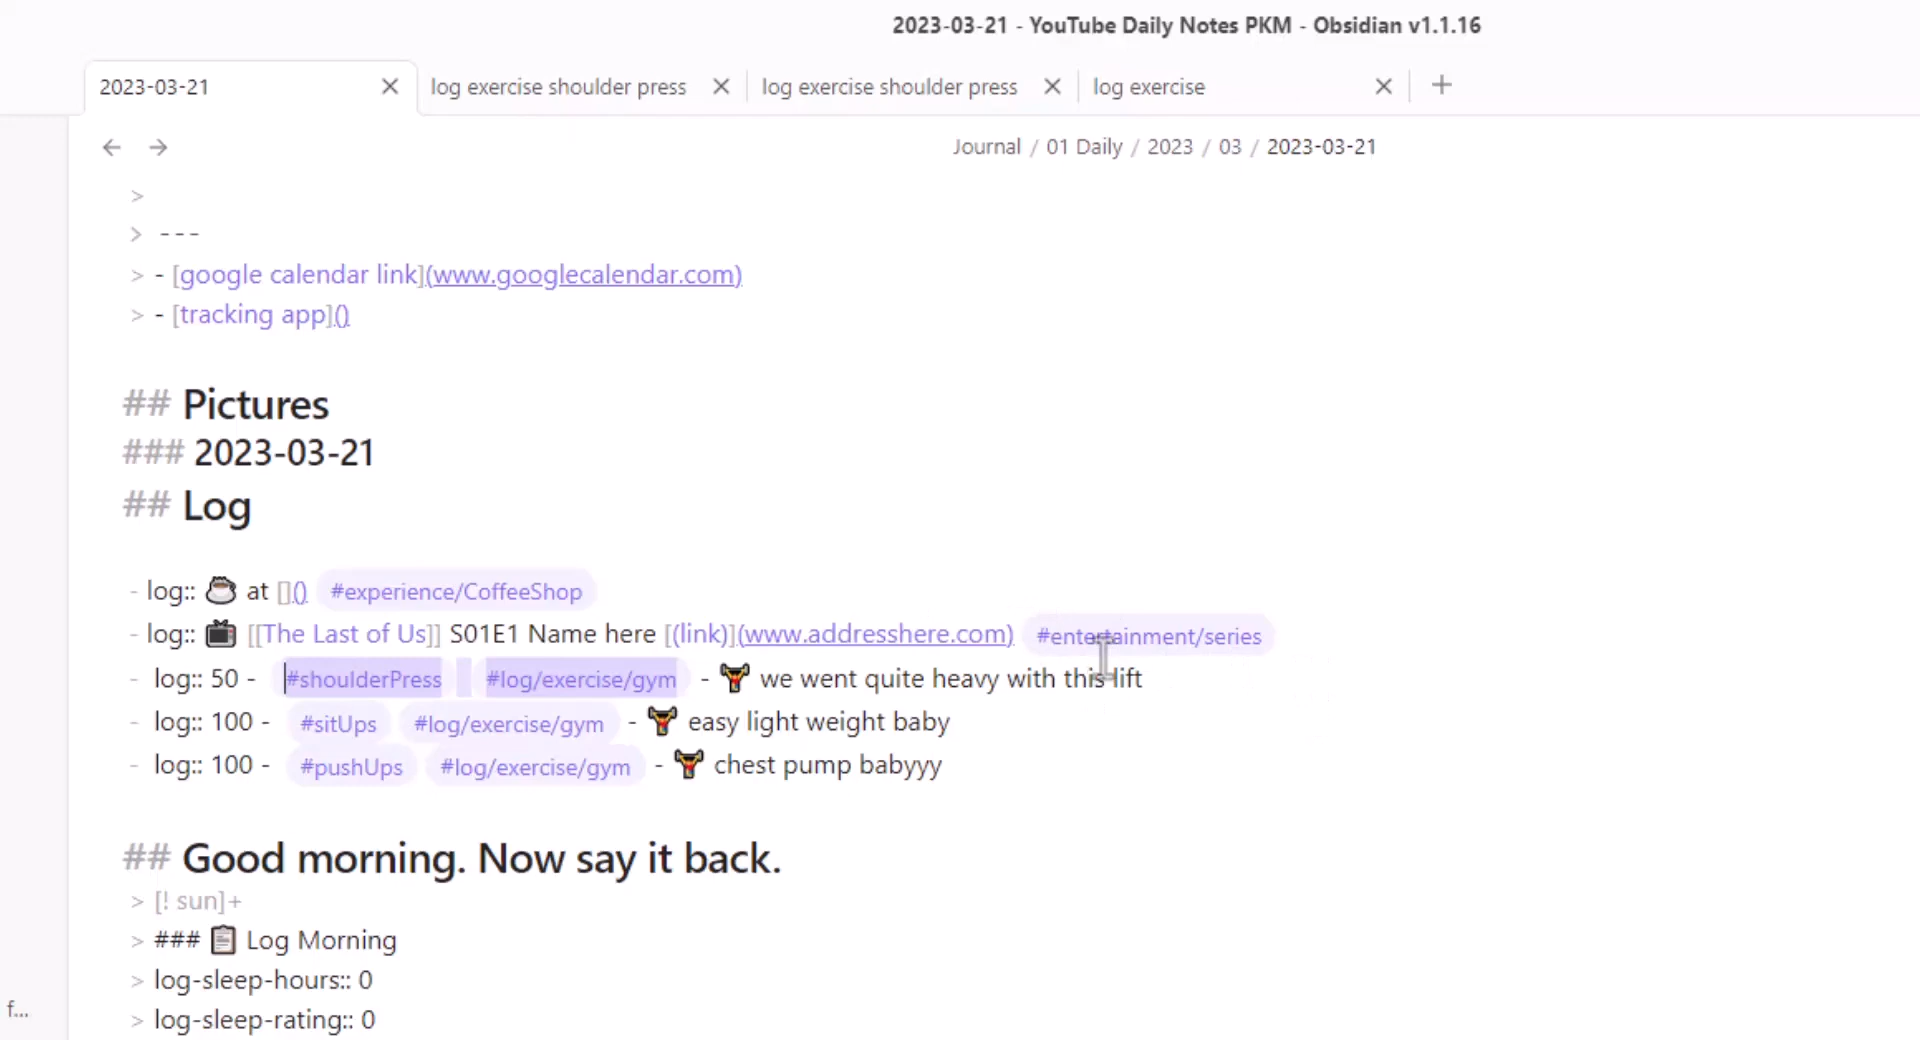 2023-03-21 - YouTube Daily Notes PKM - Obsidian v1.1.16
2023-03-21 log exercise shoulder press log exercise shoulder press log exercise
Journal / 01 Daily / 2023 / 03 / 2023-03-21
>
> ---
> - [google calendar link](www.googlecalendar.com)
> - [tracking app]()
## Pictures
### 2023-03-21
## Log
- log:: ☕ at []() #experience/CoffeeShop
- log:: 📺 [[The Last of Us]] S01E1 Name here [(link)](www.addresshere.com) #entertainment/series
- log:: 50 - #shoulderPress #log/exercise/gym - 🏋 we went quite heavy with this lift
- log:: 100 - #sitUps #log/exercise/gym - 🏋 easy light weight baby
- log:: 100 - #pushUps #log/exercise/gym - 🏋 chest pump babyyy
## Good morning. Now say it back.
> [! sun]+
> ### 📋 Log Morning
> log-sleep-hours:: 0
f...
> log-sleep-rating:: 0